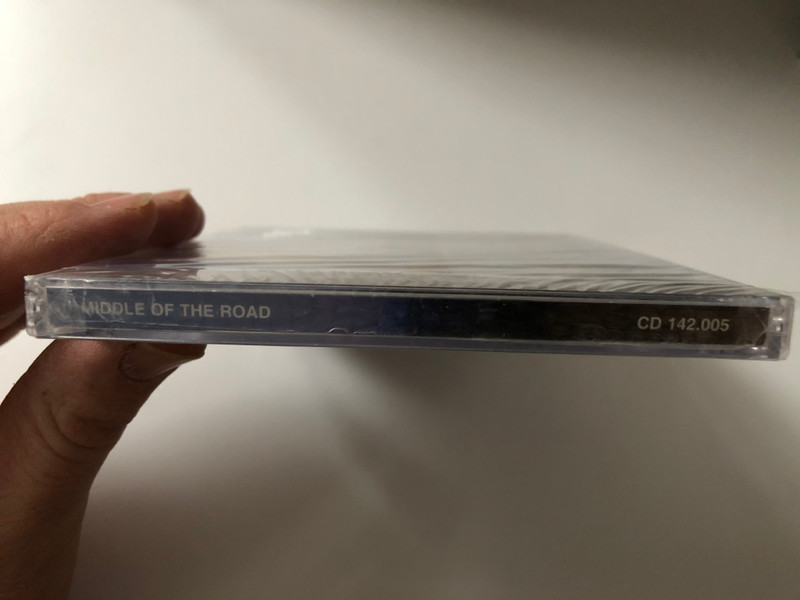 MIDDLE OF THE ROAD
CD 142.005